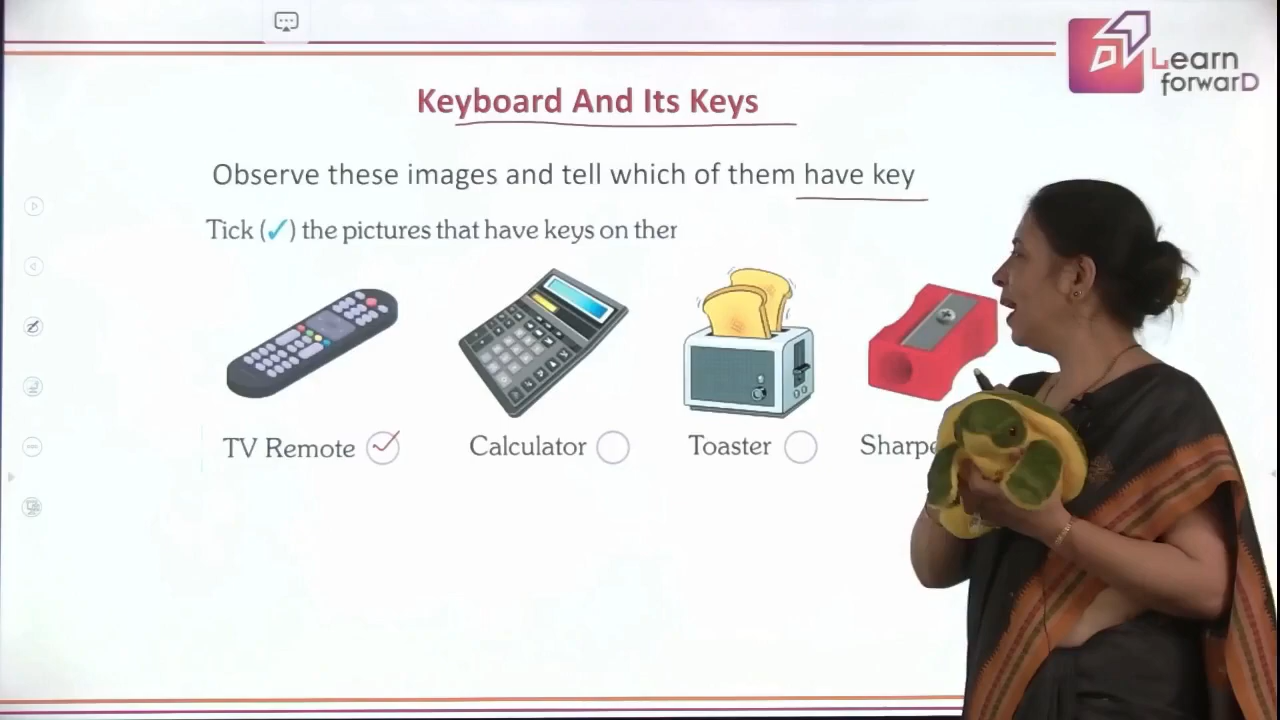 Learn
forwarD
Keyboard And Its Keys
Observe these images and tell which of them have key
Tick (✓) the pictures that have keys on ther
TV Remote
Calculator
Toaster
Sharpe